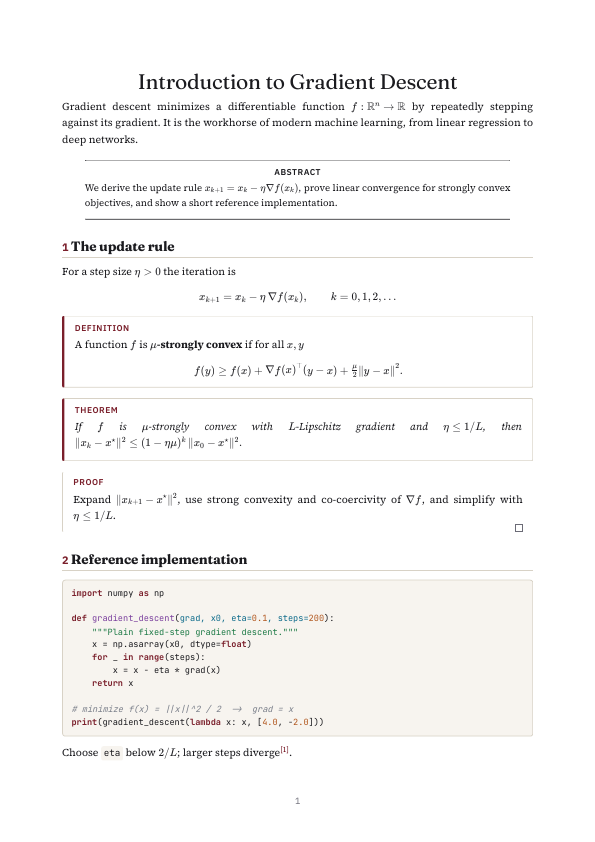 Introduction to Gradient Descent
Gradient descent minimizes a differentiable function f : ℝⁿ → ℝ by repeatedly stepping
against its gradient. It is the workhorse of modern machine learning, from linear regression to
deep networks.
ABSTRACT
We derive the update rule xₖ₊₁ = xₖ − η∇f(xₖ), prove linear convergence for strongly convex
objectives, and show a short reference implementation.
1 The update rule
For a step size η > 0 the iteration is
xₖ₊₁ = xₖ − η ∇f(xₖ), k = 0, 1, 2, …
DEFINITION
A function f is μ-strongly convex if for all x, y
f(y) ≥ f(x) + ∇f(x)^⊤(y − x) + μ/2 ‖y − x‖².
THEOREM
If f is μ-strongly convex with L-Lipschitz gradient and η ≤ 1/L, then
‖xₖ − x*‖² ≤ (1 − ημ)ᵏ ‖x₀ − x*‖².
PROOF
Expand ‖xₖ₊₁ − x*‖², use strong convexity and co-coercivity of ∇f, and simplify with
η ≤ 1/L.
□
2 Reference implementation
import numpy as np
def gradient_descent(grad, x0, eta=0.1, steps=200):
    """Plain fixed-step gradient descent."""
    x = np.asarray(x0, dtype=float)
    for _ in range(steps):
        x = x - eta * grad(x)
    return x
# minimize f(x) = ||x||^2 / 2 → grad = x
print(gradient_descent(lambda x: x, [4.0, -2.0]))
Choose eta below 2/L; larger steps diverge[1].
1